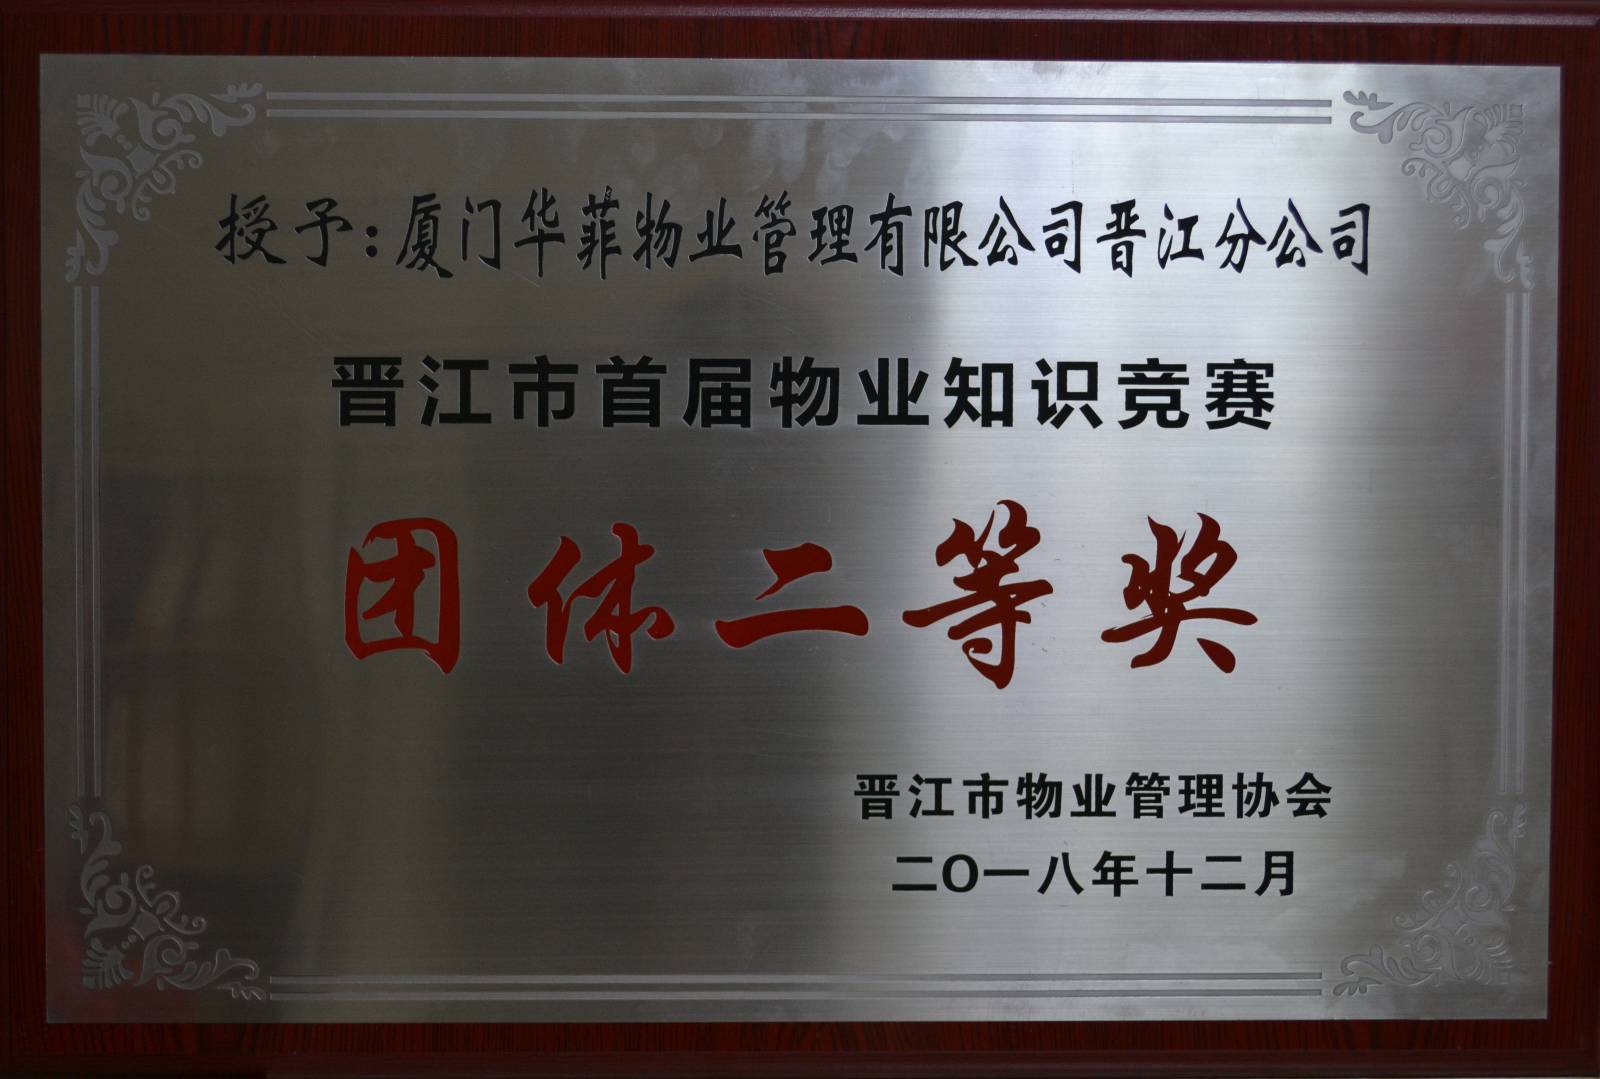 授予:厦门华菲物业管理有限公司晋江分公司
晋江市首届物业知识竞赛
团体二等奖
晋江市物业管理协会
二〇一八年十二月